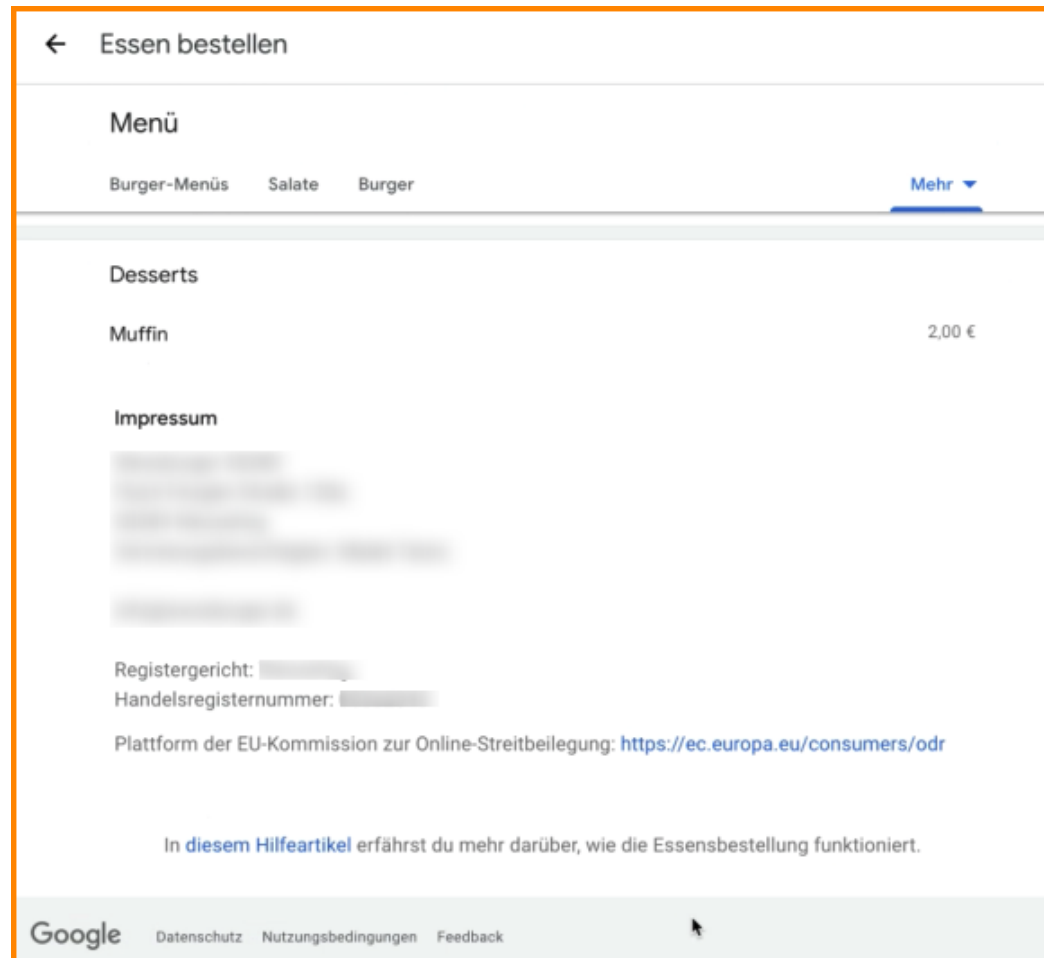 Essen bestellen
Menü
Burger-Menüs Salate Burger Mehr
Desserts
Muffin 2,00 €
Impressum
Registergericht:
Handelsregisternummer:
Plattform der EU-Kommission zur Online-Streitbeilegung: https://ec.europa.eu/consumers/odr
In diesem Hilfeartikel erfährst du mehr darüber, wie die Essensbestellung funktioniert.
Google Datenschutz Nutzungsbedingungen Feedback